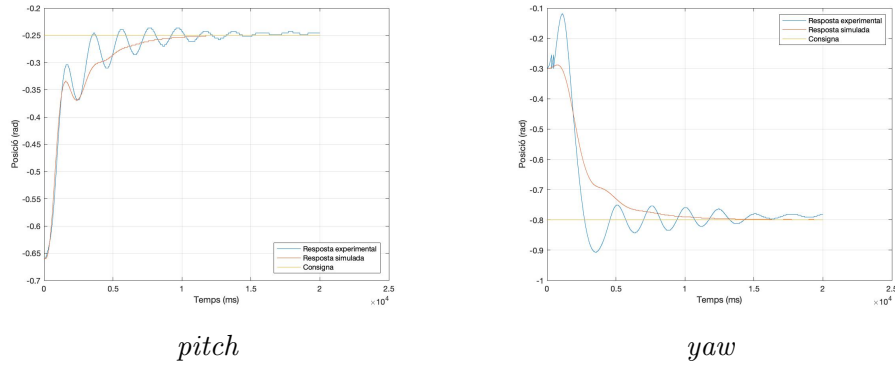 -0.2
-0.25
-0.3
-0.35
-0.4
-0.45
-0.5
-0.55
-0.6
-0.65
-0.7
Posició (rad)
Resposta experimental
Resposta simulada
Consigna
0 0.5 1 1.5 2 2.5
Temps (ms)
×10⁴
pitch
-0.1
-0.2
-0.3
-0.4
-0.5
-0.6
-0.7
-0.8
-0.9
-1
Posició (rad)
Resposta experimental
Resposta simulada
Consigna
0 0.5 1 1.5 2 2.5
Temps (ms)
×10⁴
yaw